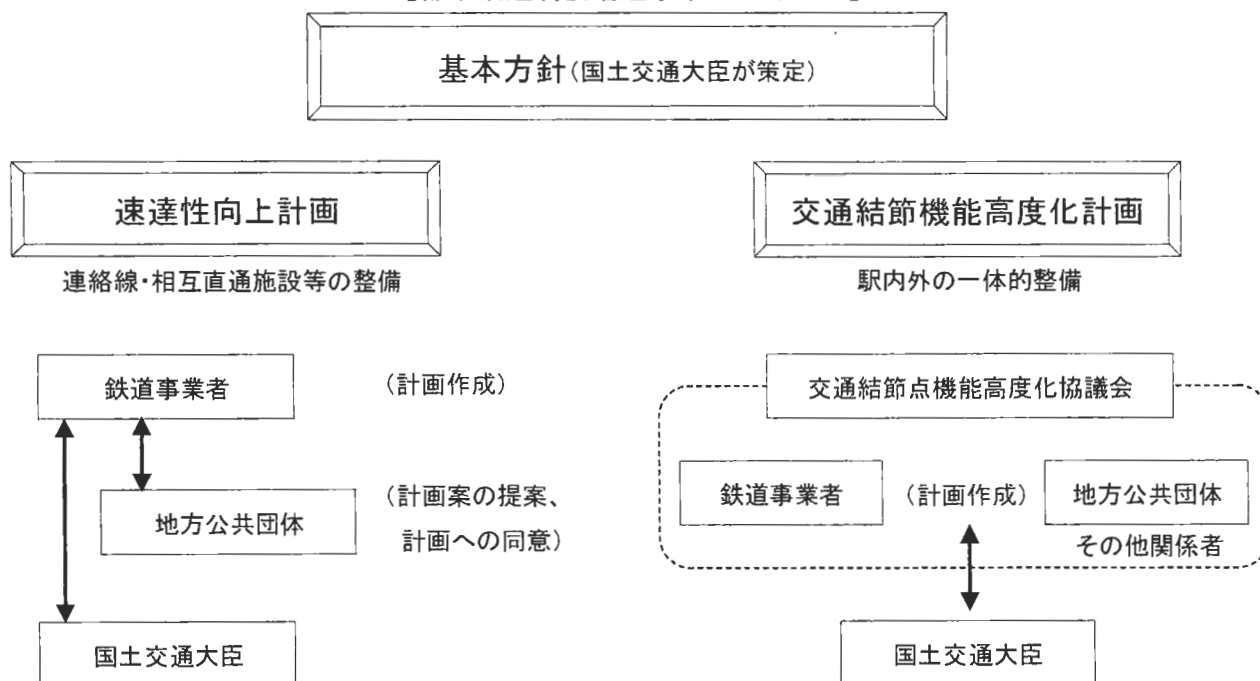 基本方針(国土交通大臣が策定)
速達性向上計画
連絡線・相互直通施設等の整備
鉄道事業者
(計画作成)
地方公共団体
(計画案の提案、
計画への同意)
国土交通大臣
交通結節機能高度化計画
駅内外の一体的整備
交通結節点機能高度化協議会
鉄道事業者
(計画作成)
地方公共団体
その他関係者
国土交通大臣